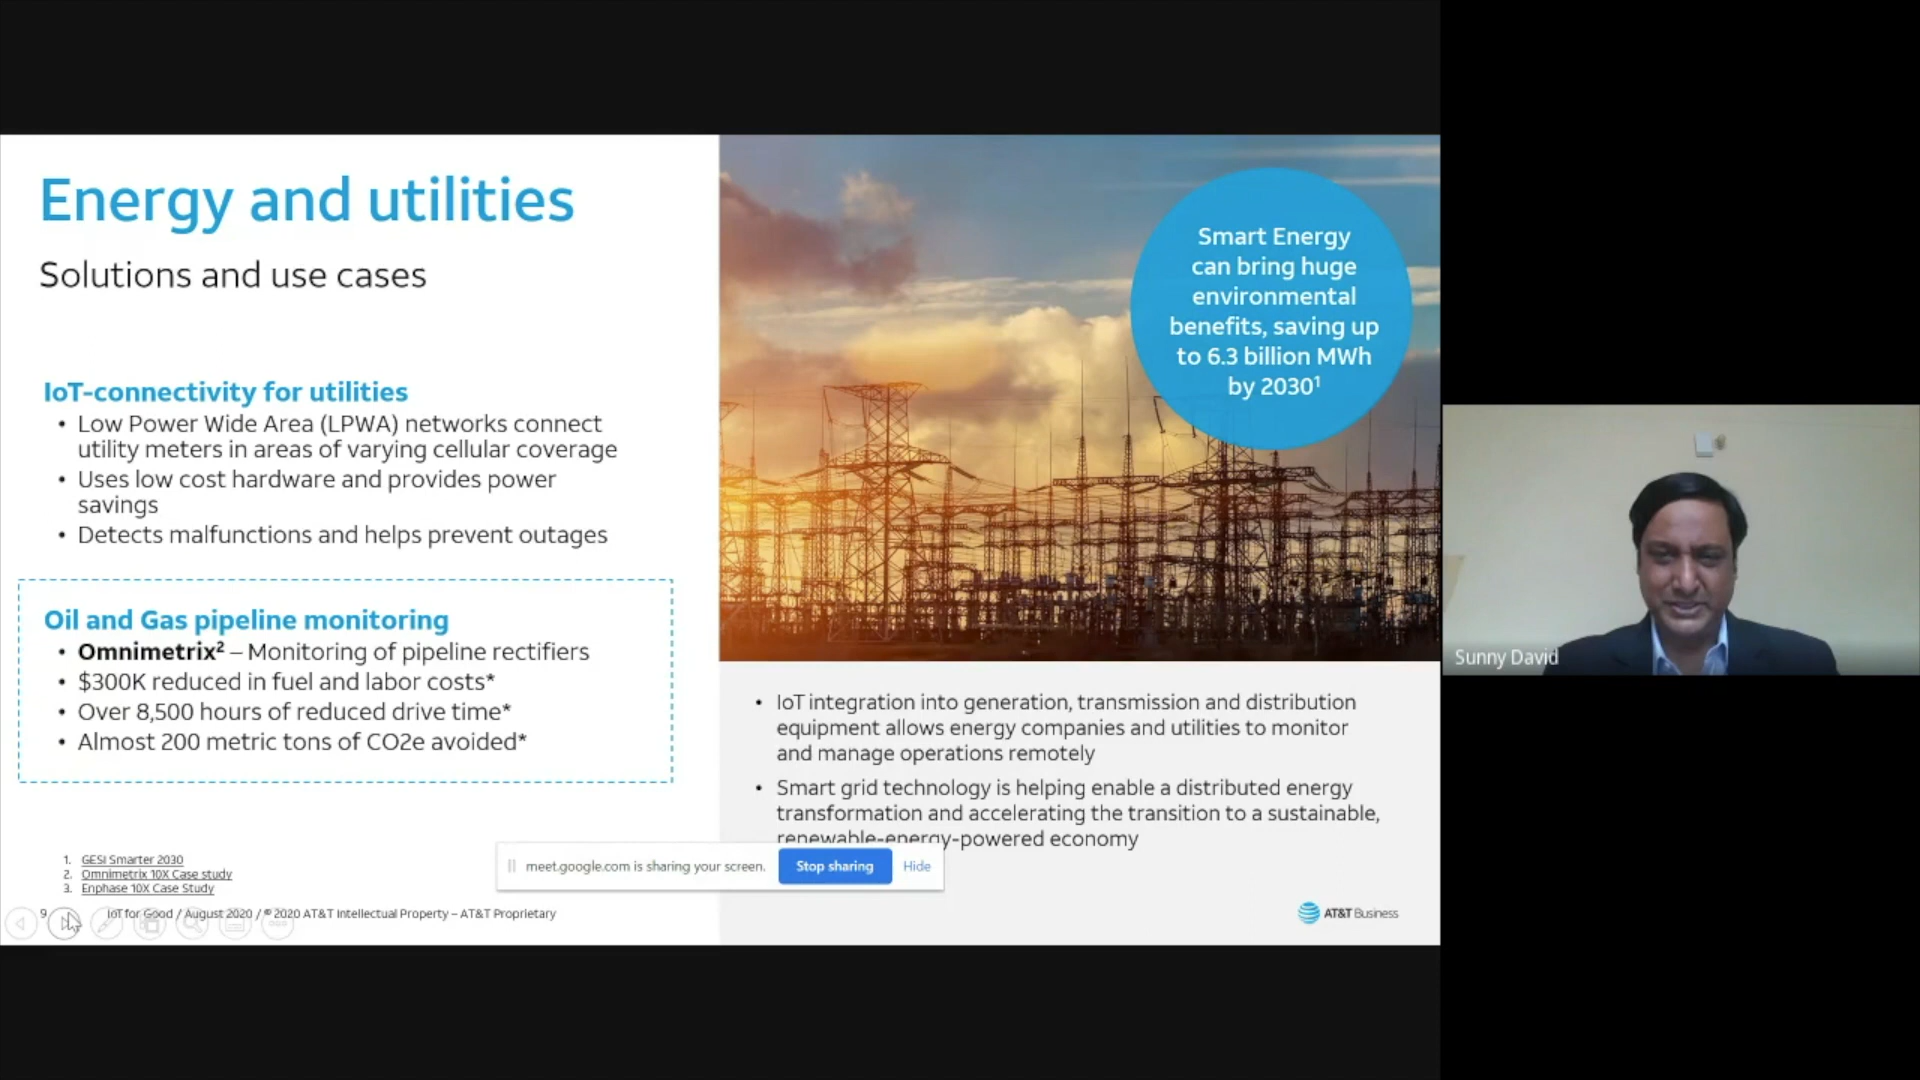 Energy and utilities
Solutions and use cases
IoT-connectivity for utilities
• Low Power Wide Area (LPWA) networks connect
utility meters in areas of varying cellular coverage
• Uses low cost hardware and provides power
savings
• Detects malfunctions and helps prevent outages
Oil and Gas pipeline monitoring
• Omnimetrix² – Monitoring of pipeline rectifiers
• $300K reduced in fuel and labor costs*
• Over 8,500 hours of reduced drive time*
• Almost 200 metric tons of CO2e avoided*
1. GESI Smarter 2030
2. Omnimetrix 10X Case study
3. Enphase 10X Case Study
9
IoT for Good / August 2020 / © 2020 AT&T Intellectual Property – AT&T Proprietary
Smart Energy
can bring huge
environmental
benefits, saving up
to 6.3 billion MWh
by 2030¹
• IoT integration into generation, transmission and distribution
equipment allows energy companies and utilities to monitor
and manage operations remotely
• Smart grid technology is helping enable a distributed energy
transformation and accelerating the transition to a sustainable,
renewable-energy-powered economy
meet.google.com is sharing your screen.
Stop sharing
Hide
AT&T Business
Sunny David